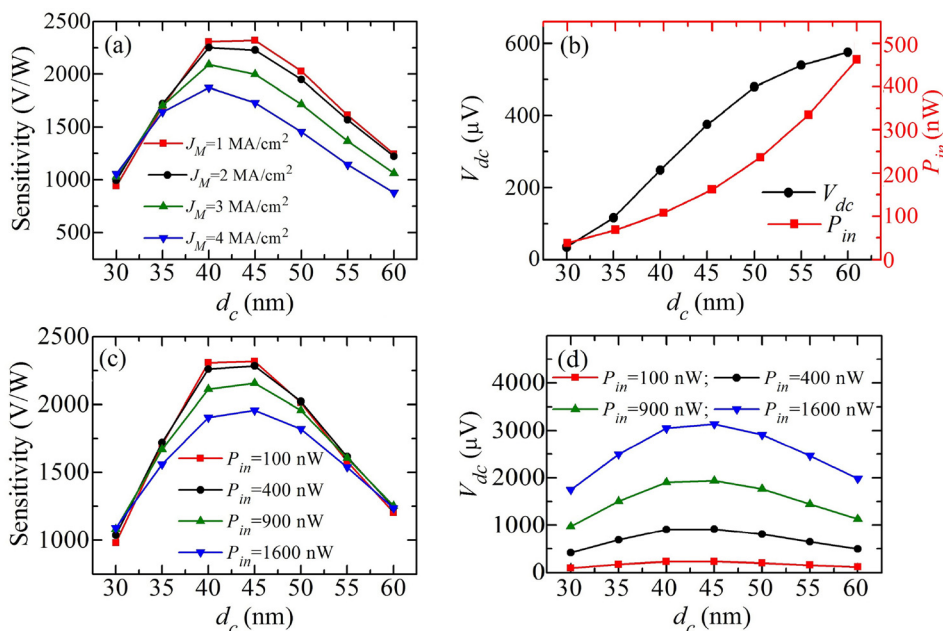 (a)
Sensitivity (V/W)
2500
2250
2000
1750
1500
1250
1000
750
500
J_M=1 MA/cm²
J_M=2 MA/cm²
J_M=3 MA/cm²
J_M=4 MA/cm²
30 35 40 45 50 55 60
d_c (nm)
(b)
V_dc (μV)
600
400
200
0
P_in (nW)
500
400
300
200
100
0
V_dc
P_in
30 35 40 45 50 55 60
d_c (nm)
(c)
Sensitivity (V/W)
2500
2000
1500
1000
P_in=100 nW
P_in=400 nW
P_in=900 nW
P_in=1600 nW
30 35 40 45 50 55 60
d_c (nm)
(d)
V_dc (μV)
4000
3000
2000
1000
0
P_in=100 nW; P_in=400 nW
P_in=900 nW; P_in=1600 nW
30 35 40 45 50 55 60
d_c (nm)